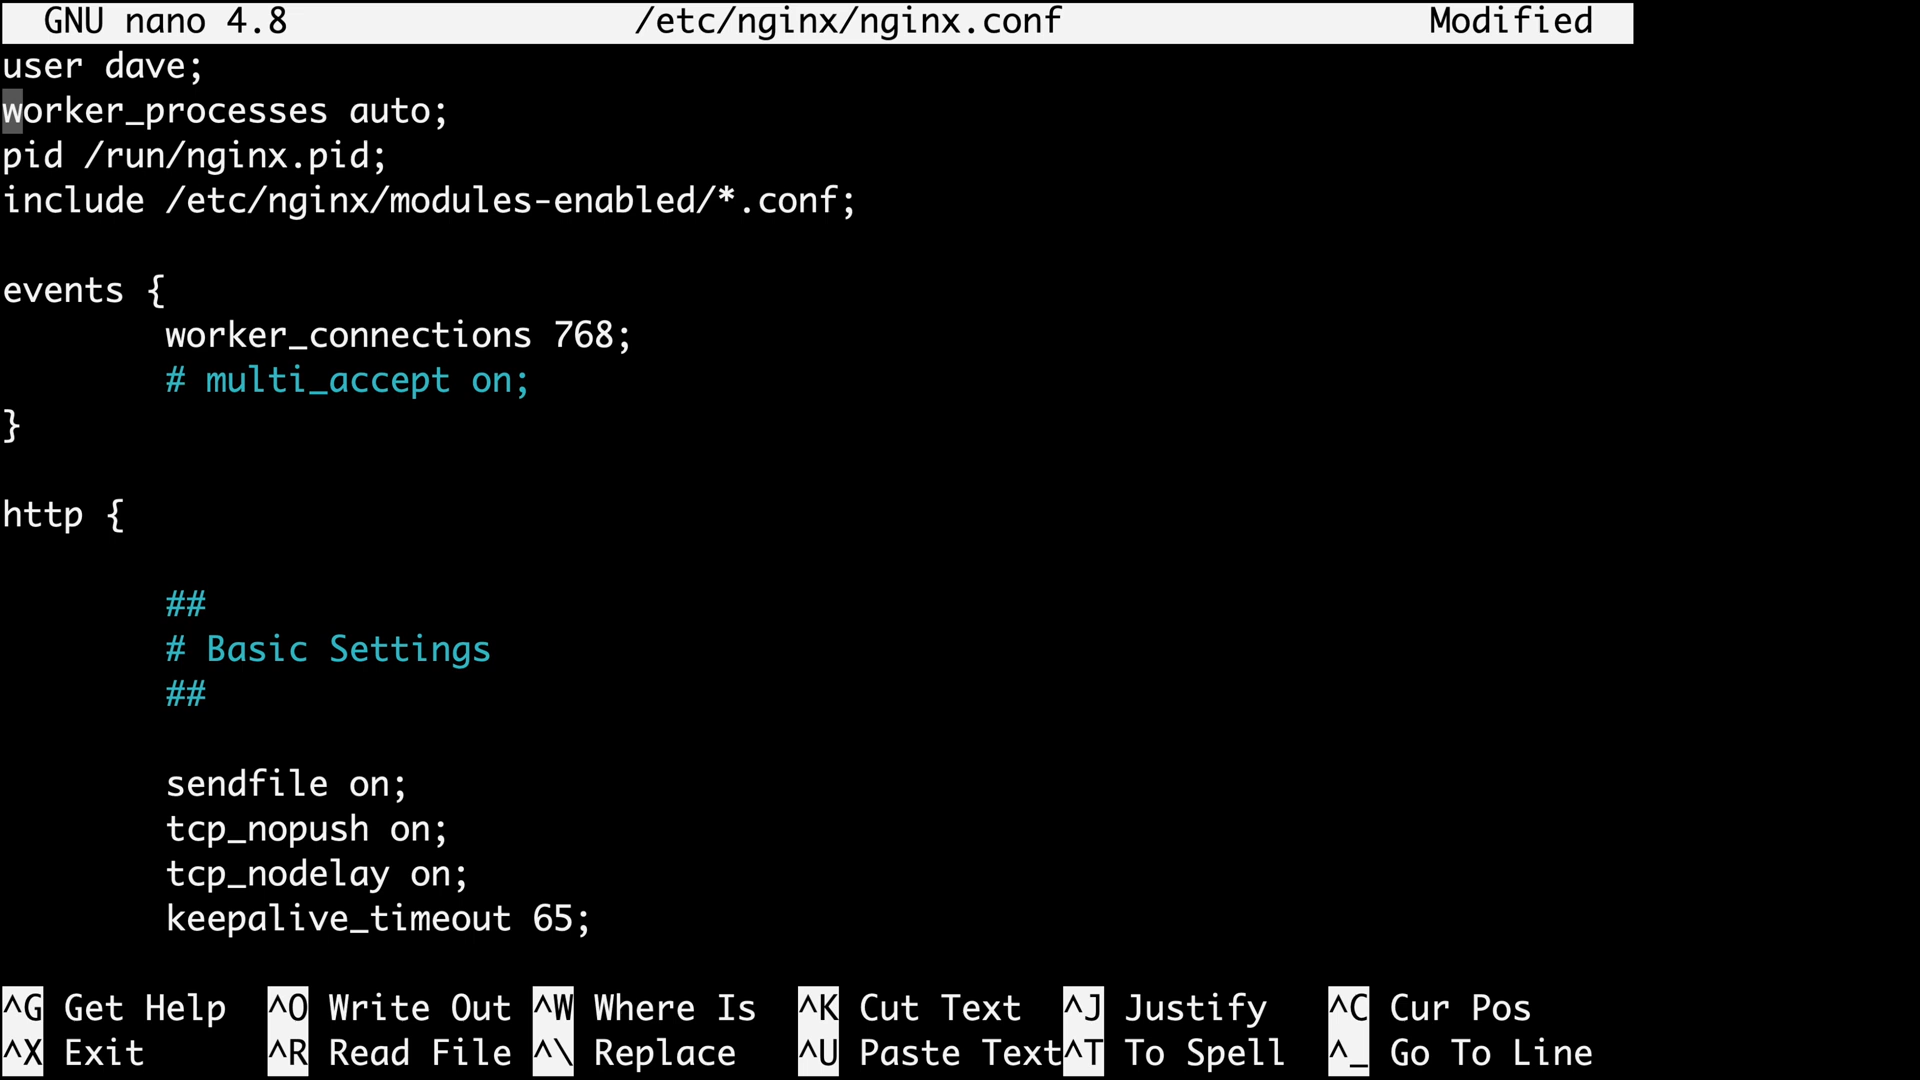 GNU nano 4.8 /etc/nginx/nginx.conf Modified
user dave;
worker_processes auto;
pid /run/nginx.pid;
include /etc/nginx/modules-enabled/*.conf;
events {
worker_connections 768;
# multi_accept on;
}
http {
##
# Basic Settings
##
sendfile on;
tcp_nopush on;
tcp_nodelay on;
keepalive_timeout 65;
^G Get Help ^O Write Out ^W Where Is ^K Cut Text ^J Justify ^C Cur Pos
^X Exit ^R Read File ^\ Replace ^U Paste Text ^T To Spell ^_ Go To Line